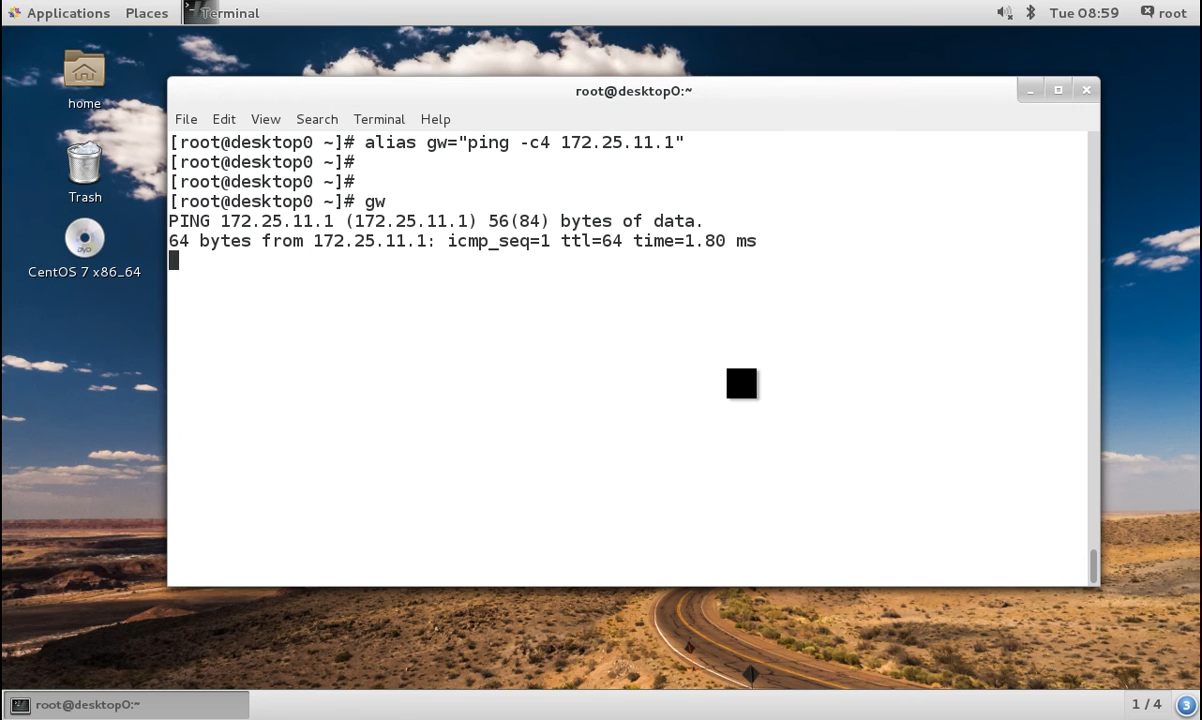 Applications Places Terminal Tue 08:59 root
home
Trash
CentOS 7 x86_64
root@desktop0:~
File Edit View Search Terminal Help
[root@desktop0 ~]# alias gw="ping -c4 172.25.11.1"
[root@desktop0 ~]#
[root@desktop0 ~]#
[root@desktop0 ~]# gw
PING 172.25.11.1 (172.25.11.1) 56(84) bytes of data.
64 bytes from 172.25.11.1: icmp_seq=1 ttl=64 time=1.80 ms
root@desktop0:~ 1 / 4 3